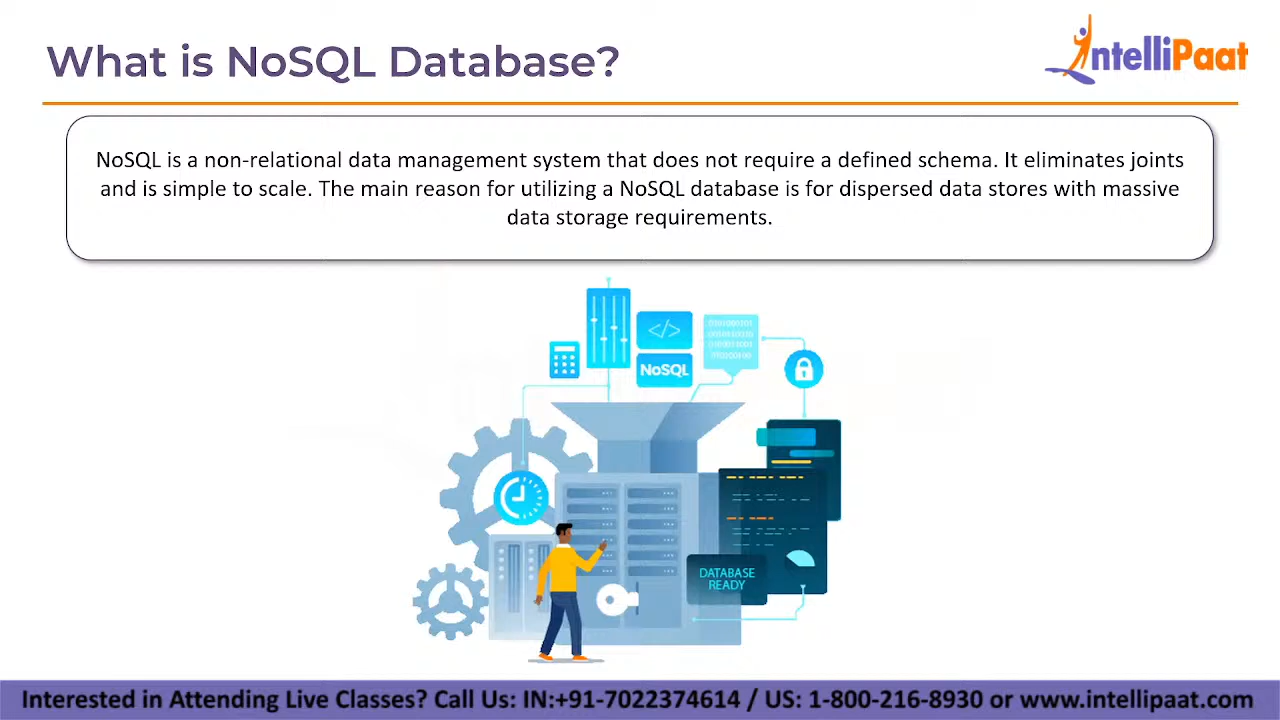 What is NoSQL Database?
IntelliPaat
NoSQL is a non-relational data management system that does not require a defined schema. It eliminates joints
and is simple to scale. The main reason for utilizing a NoSQL database is for dispersed data stores with massive
data storage requirements.
</>
NoSQL
DATABASE
READY
Interested in Attending Live Classes? Call Us: IN:+91-7022374614 / US: 1-800-216-8930 or www.intellipaat.com